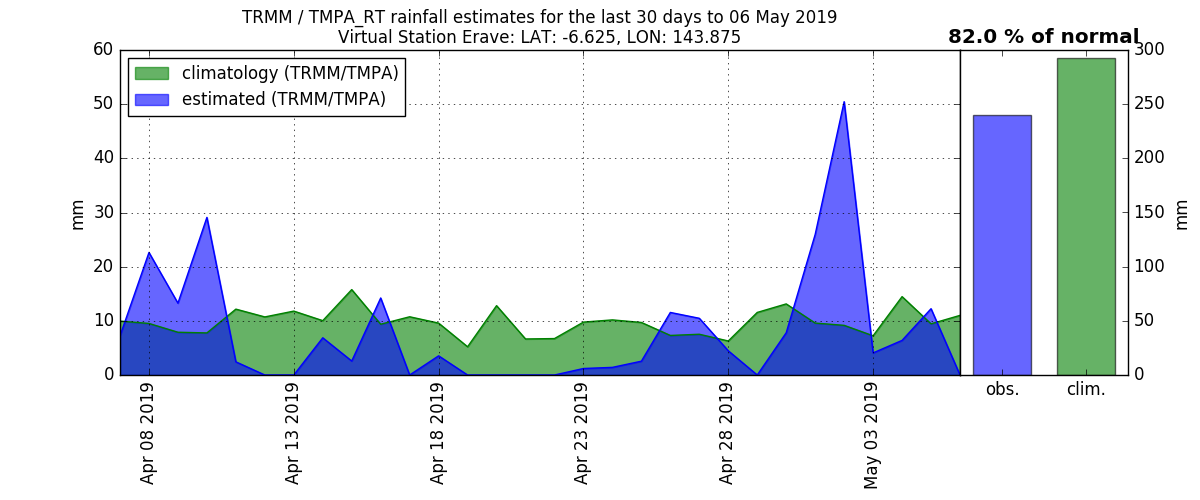 TRMM / TMPA_RT rainfall estimates for the last 30 days to 06 May 2019
Virtual Station Erave: LAT: -6.625, LON: 143.875
82.0 % of normal
climatology (TRMM/TMPA)
estimated (TRMM/TMPA)
mm
60
50
40
30
20
10
0
Apr 08 2019
Apr 13 2019
Apr 18 2019
Apr 23 2019
Apr 28 2019
May 03 2019
300
250
200
150
100
50
0
mm
obs.
clim.